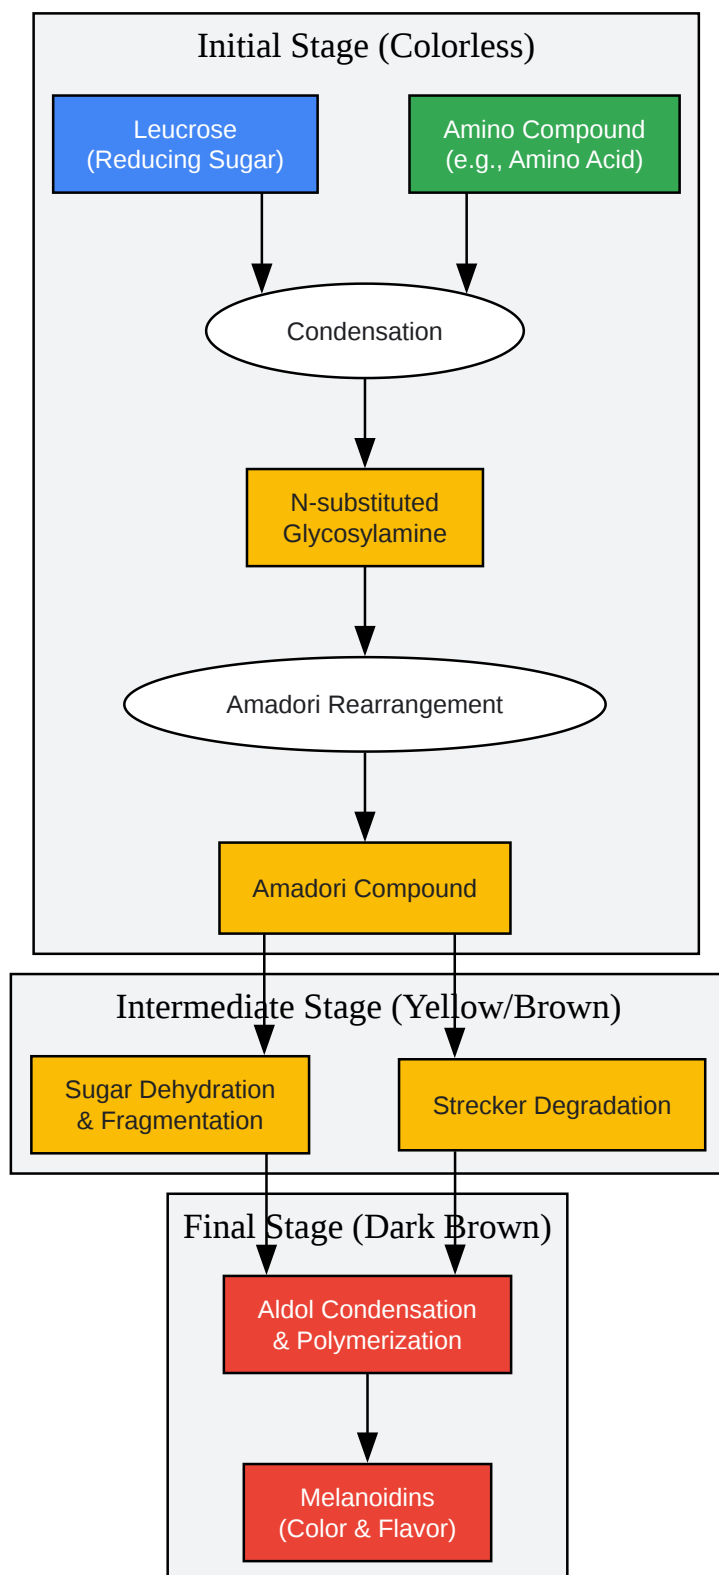 Initial Stage (Colorless)
Leucrose
(Reducing Sugar)
Amino Compound
(e.g., Amino Acid)
Condensation
N-substituted
Glycosylamine
Amadori Rearrangement
Amadori Compound
Intermediate Stage (Yellow/Brown)
Sugar Dehydration
& Fragmentation
Strecker Degradation
Final Stage (Dark Brown)
Aldol Condensation
& Polymerization
Melanoidins
(Color & Flavor)